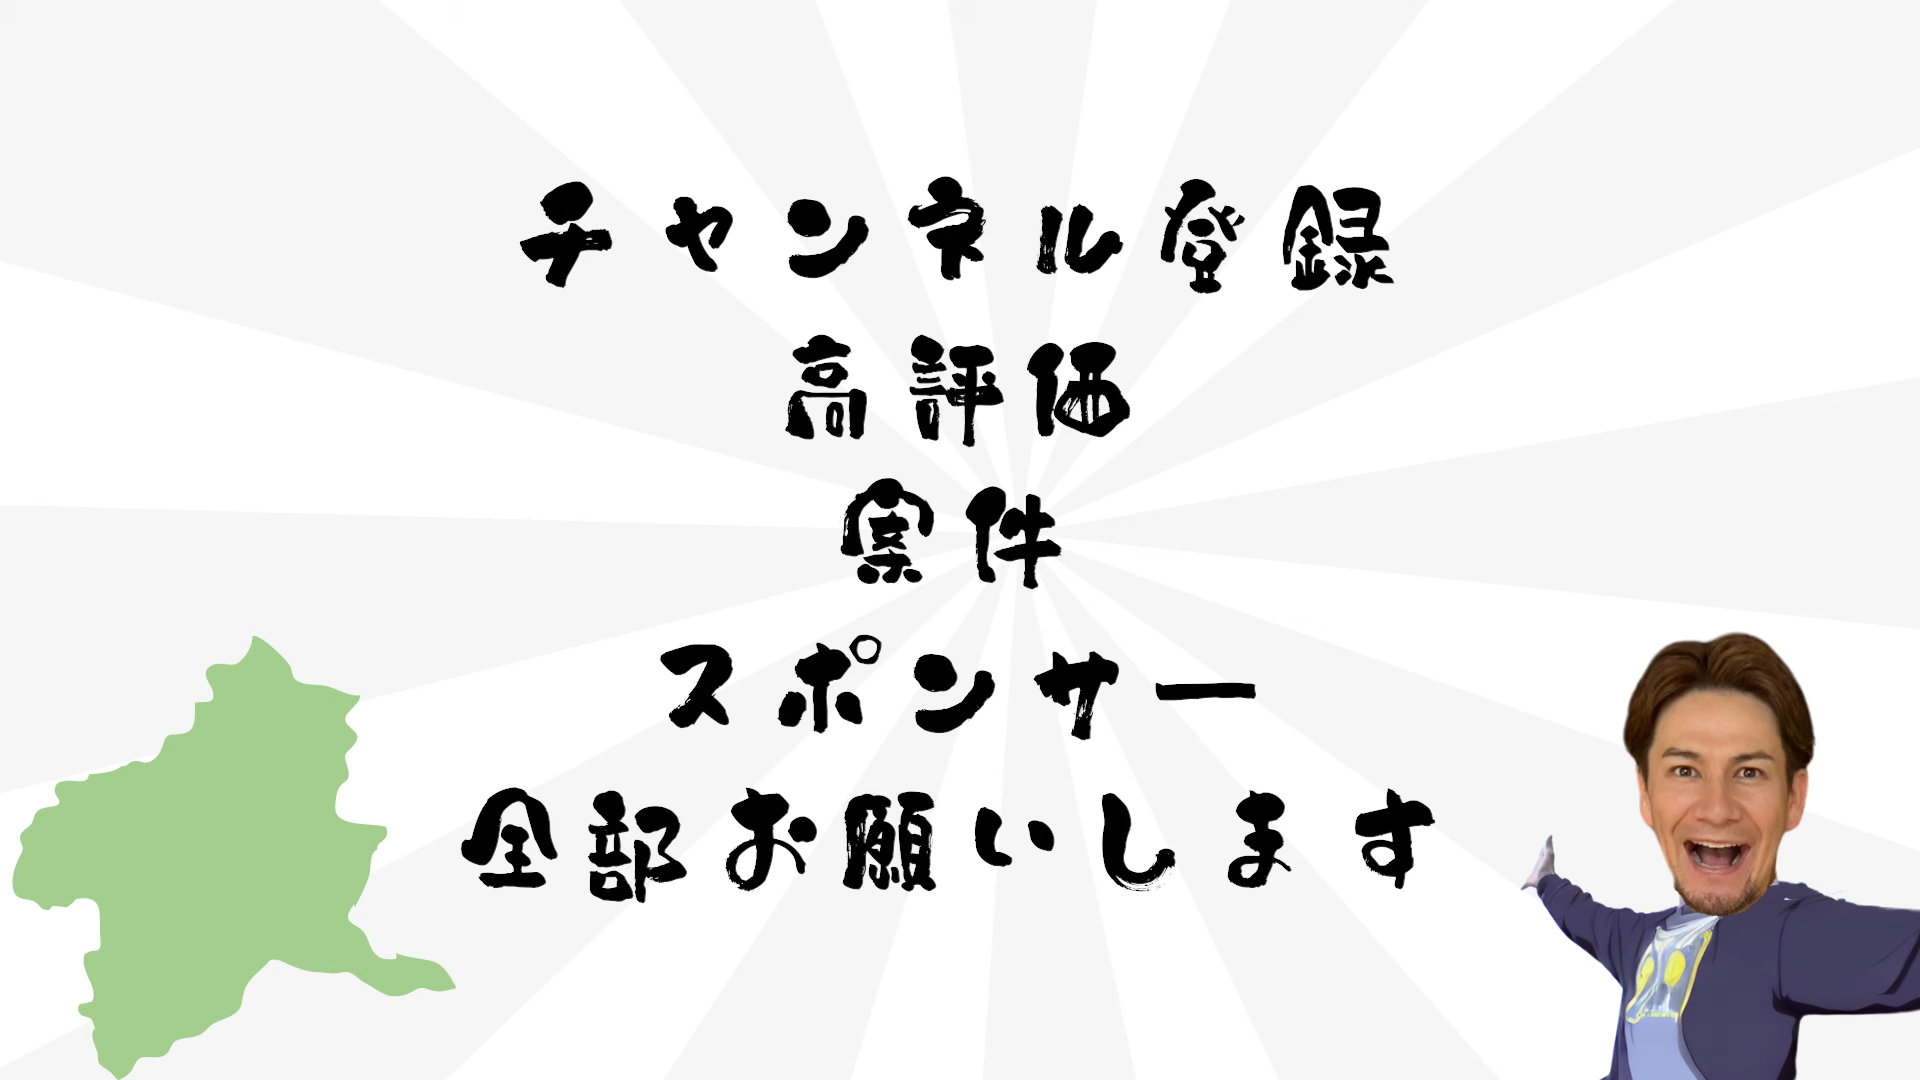 チャンネル登録
高評価
案件
スポンサー
全部お願いします